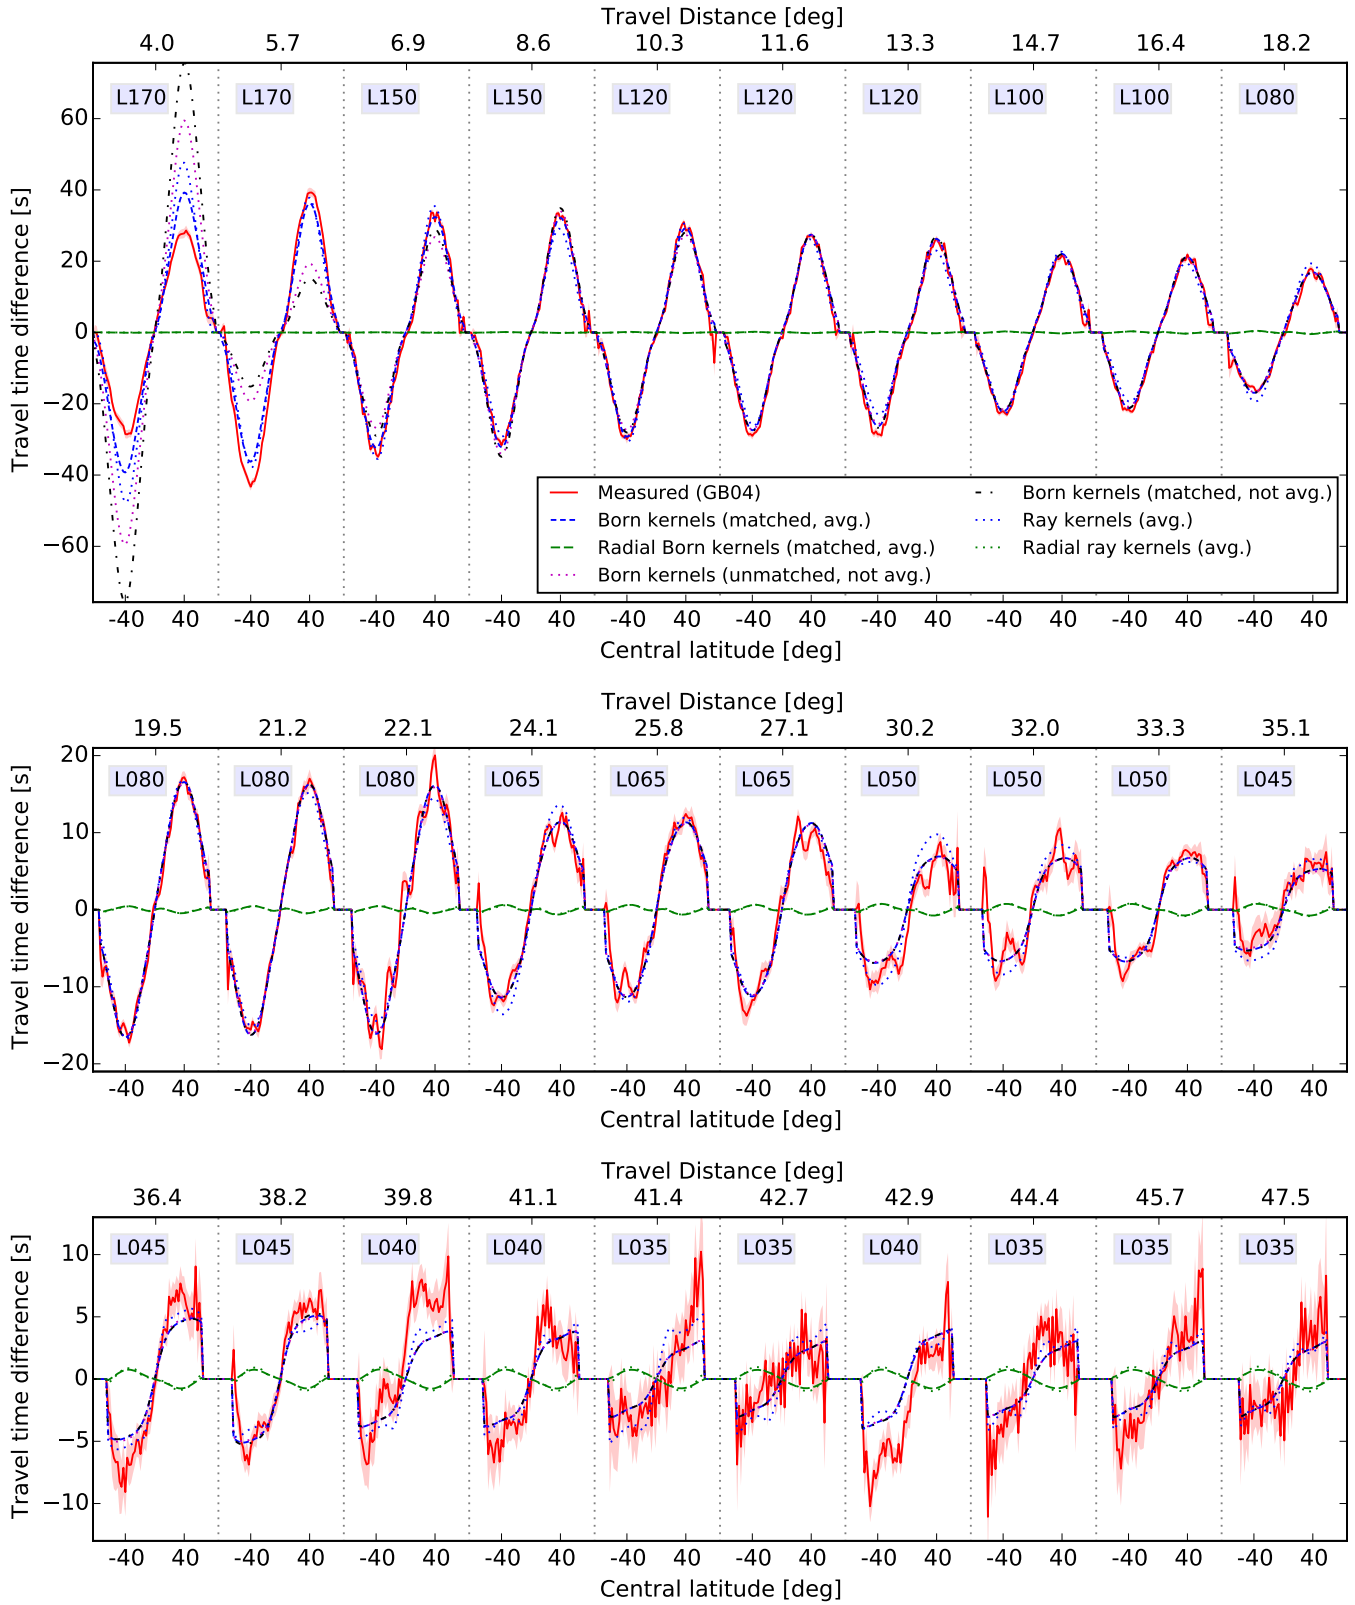 Travel Distance [deg]
4.0 5.7 6.9 8.6 10.3 11.6 13.3 14.7 16.4 18.2
L170 L170 L150 L150 L120 L120 L120 L100 L100 L080
60
40
20
0
−20
−40
−60
Travel time difference [s]
Measured (GB04)
Born kernels (matched, avg.)
Radial Born kernels (matched, avg.)
Born kernels (unmatched, not avg.)
Born kernels (matched, not avg.)
Ray kernels (avg.)
Radial ray kernels (avg.)
-40 40 -40 40 -40 40 -40 40 -40 40 -40 40 -40 40 -40 40 -40 40 -40 40
Central latitude [deg]
Travel Distance [deg]
19.5 21.2 22.1 24.1 25.8 27.1 30.2 32.0 33.3 35.1
L080 L080 L080 L065 L065 L065 L050 L050 L050 L045
20
10
0
−10
−20
Travel time difference [s]
-40 40 -40 40 -40 40 -40 40 -40 40 -40 40 -40 40 -40 40 -40 40 -40 40
Central latitude [deg]
Travel Distance [deg]
36.4 38.2 39.8 41.1 41.4 42.7 42.9 44.4 45.7 47.5
L045 L045 L040 L040 L035 L035 L040 L035 L035 L035
10
5
0
−5
−10
Travel time difference [s]
-40 40 -40 40 -40 40 -40 40 -40 40 -40 40 -40 40 -40 40 -40 40 -40 40
Central latitude [deg]